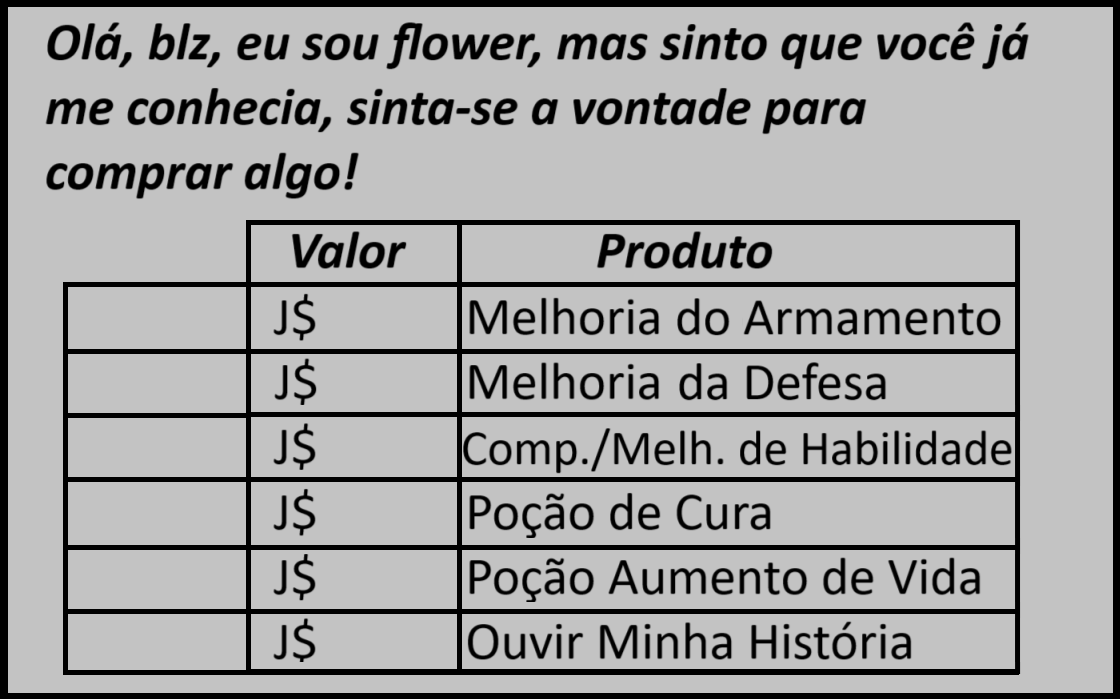 Olá, blz, eu sou flower, mas sinto que você já
me conhecia, sinta-se a vontade para
comprar algo!
Valor Produto
J$ Melhoria do Armamento
J$ Melhoria da Defesa
J$ Comp./Melh. de Habilidade
J$ Poção de Cura
J$ Poção Aumento de Vida
J$ Ouvir Minha História